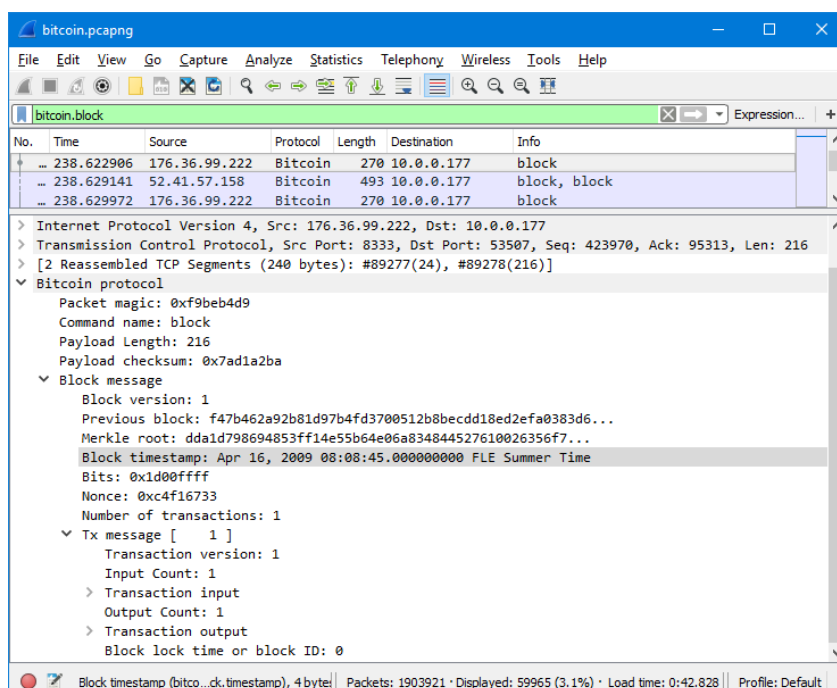 bitcoin.pcapng
File Edit View Go Capture Analyze Statistics Telephony Wireless Tools Help
bitcoin.block Expression... +
No. Time Source Protocol Length Destination Info
... 238.622906 176.36.99.222 Bitcoin 270 10.0.0.177 block
... 238.629141 52.41.57.158 Bitcoin 493 10.0.0.177 block, block
... 238.629972 176.36.99.222 Bitcoin 270 10.0.0.177 block
> Internet Protocol Version 4, Src: 176.36.99.222, Dst: 10.0.0.177
> Transmission Control Protocol, Src Port: 8333, Dst Port: 53507, Seq: 423970, Ack: 95313, Len: 216
> [2 Reassembled TCP Segments (240 bytes): #89277(24), #89278(216)]
Bitcoin protocol
Packet magic: 0xf9beb4d9
Command name: block
Payload Length: 216
Payload checksum: 0x7ad1a2ba
Block message
Block version: 1
Previous block: f47b462a92b81d97b4fd3700512b8becdd18ed2efa0383d6...
Merkle root: dda1d798694853ff14e55b64e06a834844527610026356f7...
Block timestamp: Apr 16, 2009 08:08:45.000000000 FLE Summer Time
Bits: 0x1d00ffff
Nonce: 0xc4f16733
Number of transactions: 1
Tx message [ 1 ]
Transaction version: 1
Input Count: 1
> Transaction input
Output Count: 1
> Transaction output
Block lock time or block ID: 0
Block timestamp (bitco...ck.timestamp), 4 byte Packets: 1903921 · Displayed: 59965 (3.1%) · Load time: 0:42.828 Profile: Default